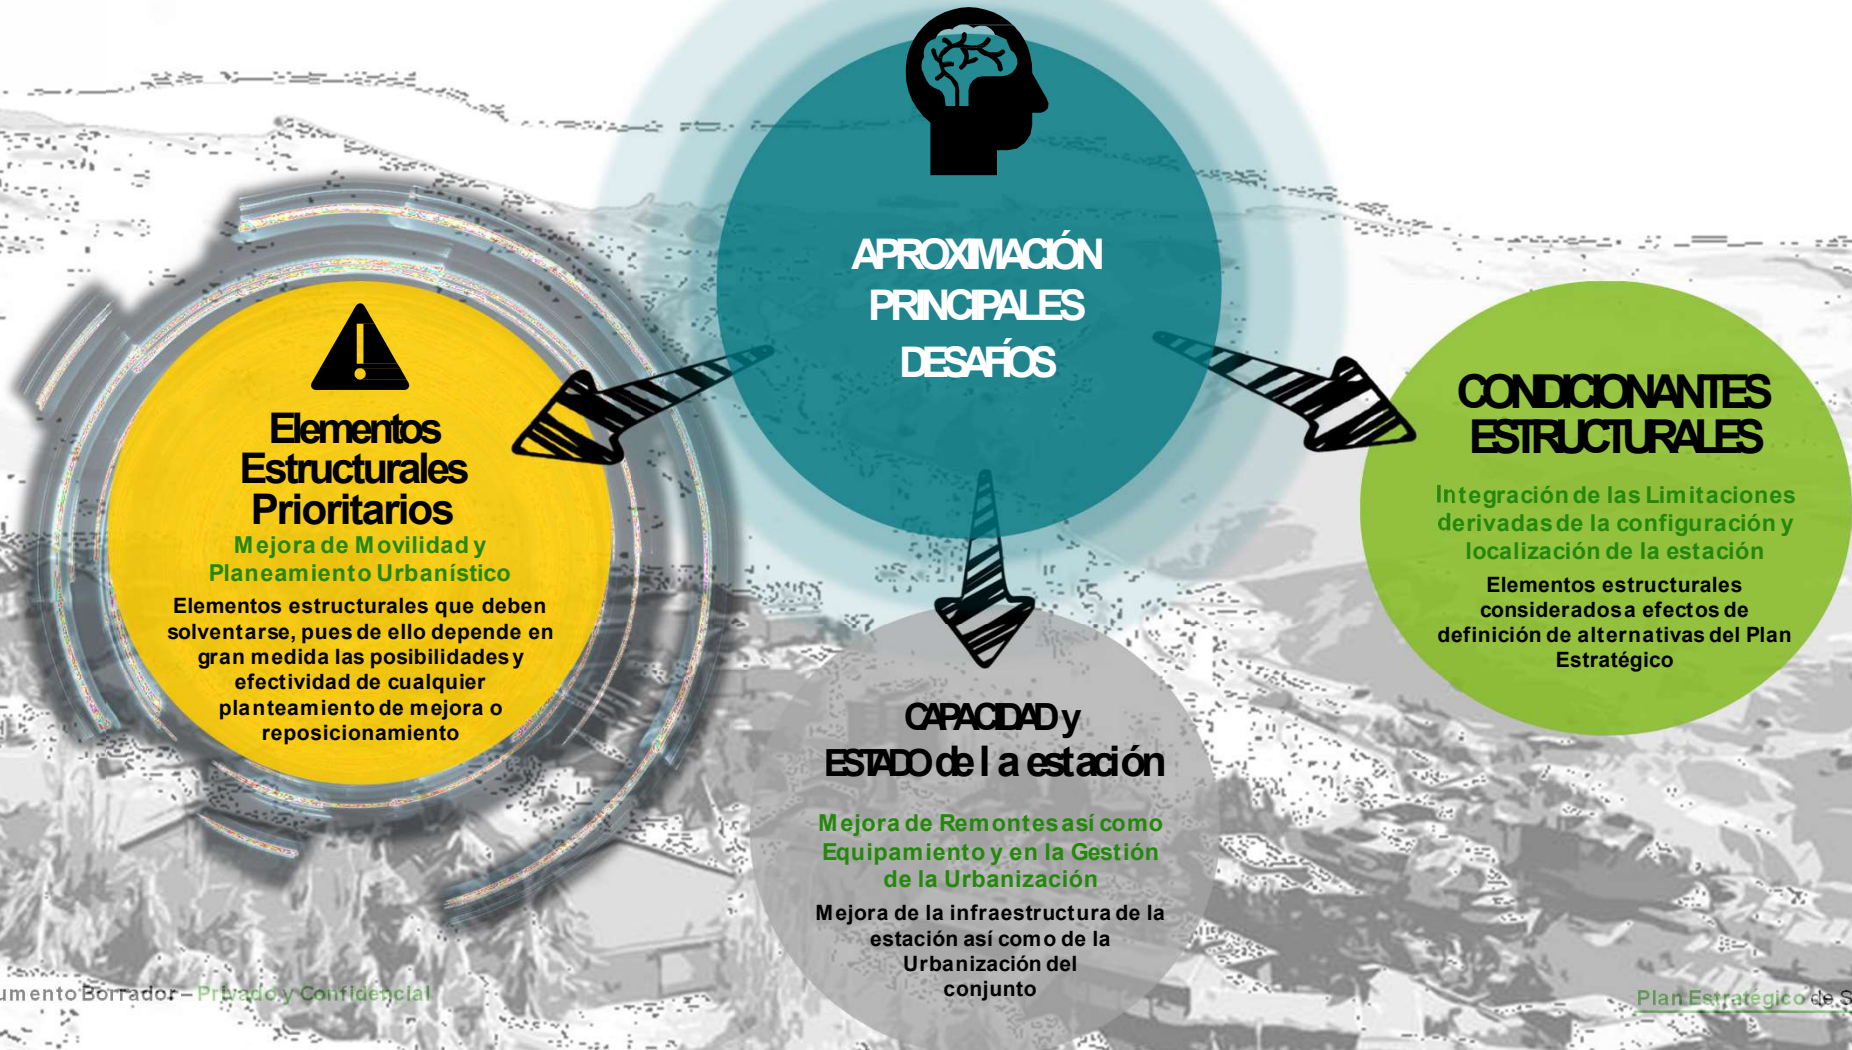 APROXIMACIÓN
PRINCIPALES
DESAFÍOS
Elementos
Estructurales
Prioritarios
Mejora de Movilidad y
Planeamiento Urbanístico
Elementos estructurales que deben
solventarse, pues de ello depende en
gran medida las posibilidades y
efectividad de cualquier
planteamiento de mejora o
reposicionamiento
CAPACIDAD y
ESTADO de la estación
Mejora de Remontes así como
Equipamiento y en la Gestión
de la Urbanización
Mejora de la infraestructura de la
estación así como de la
Urbanización del
conjunto
CONDICIONANTES
ESTRUCTURALES
Integración de las Limitaciones
derivadas de la configuración y
localización de la estación
Elementos estructurales
considerados a efectos de
definición de alternativas del Plan
Estratégico
umento Borrador – Privado y Confidencial
Plan Estratégico de S